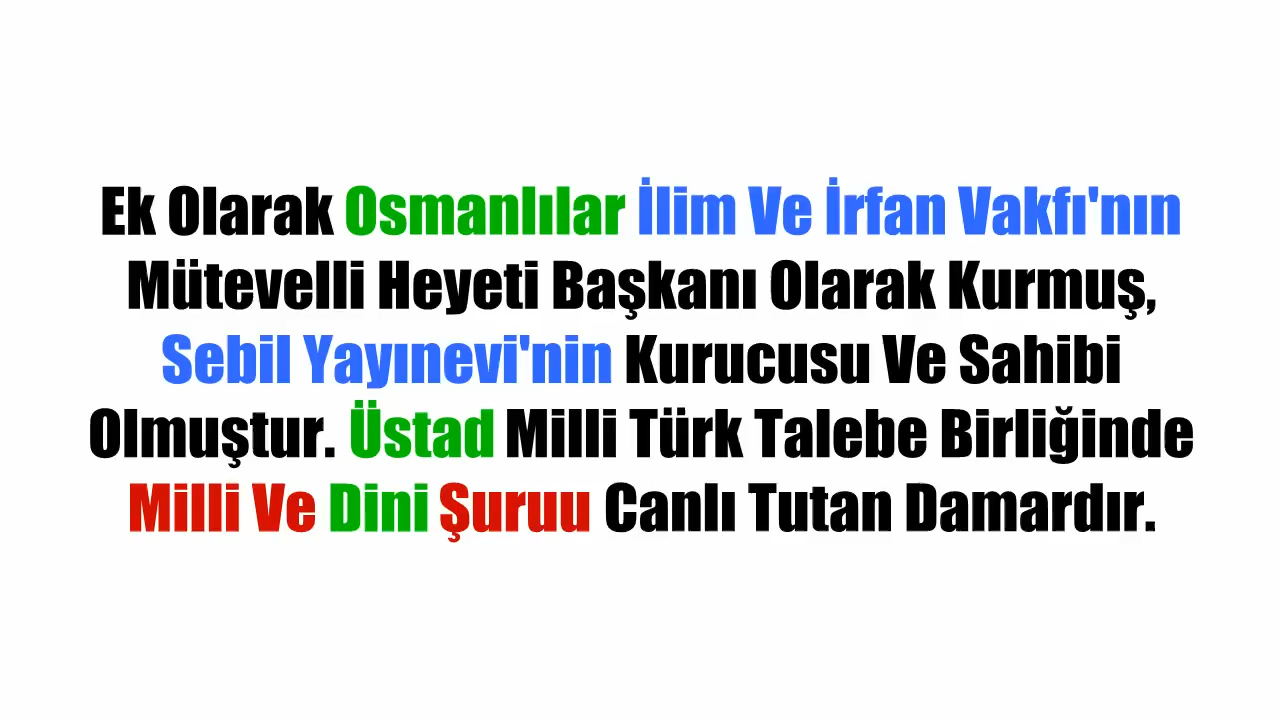 Ek Olarak Osmanlılar İlim Ve İrfan Vakfı'nın
Mütevelli Heyeti Başkanı Olarak Kurmuş,
Sebil Yayınevi'nin Kurucusu Ve Sahibi
Olmuştur. Üstad Milli Türk Talebe Birliğinde
Milli Ve Dini Şuruu Canlı Tutan Damardır.